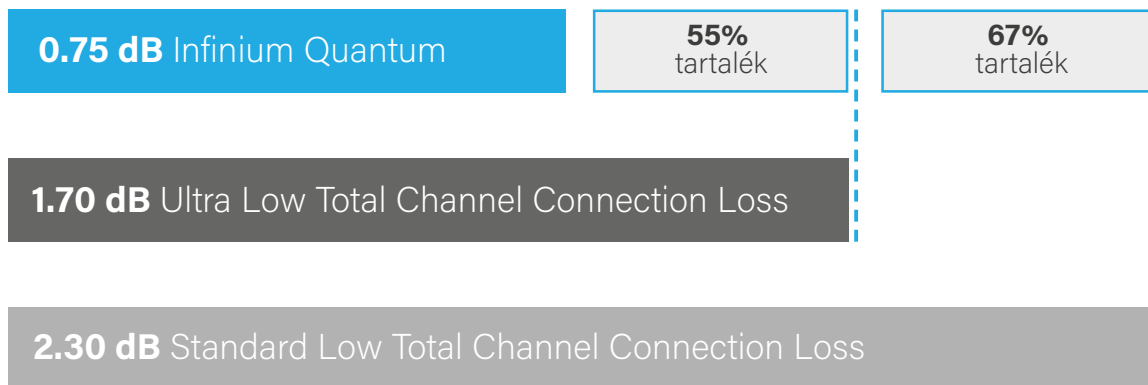 0.75 dB Infinium Quantum
55%
tartalék
67%
tartalék
1.70 dB Ultra Low Total Channel Connection Loss
2.30 dB Standard Low Total Channel Connection Loss